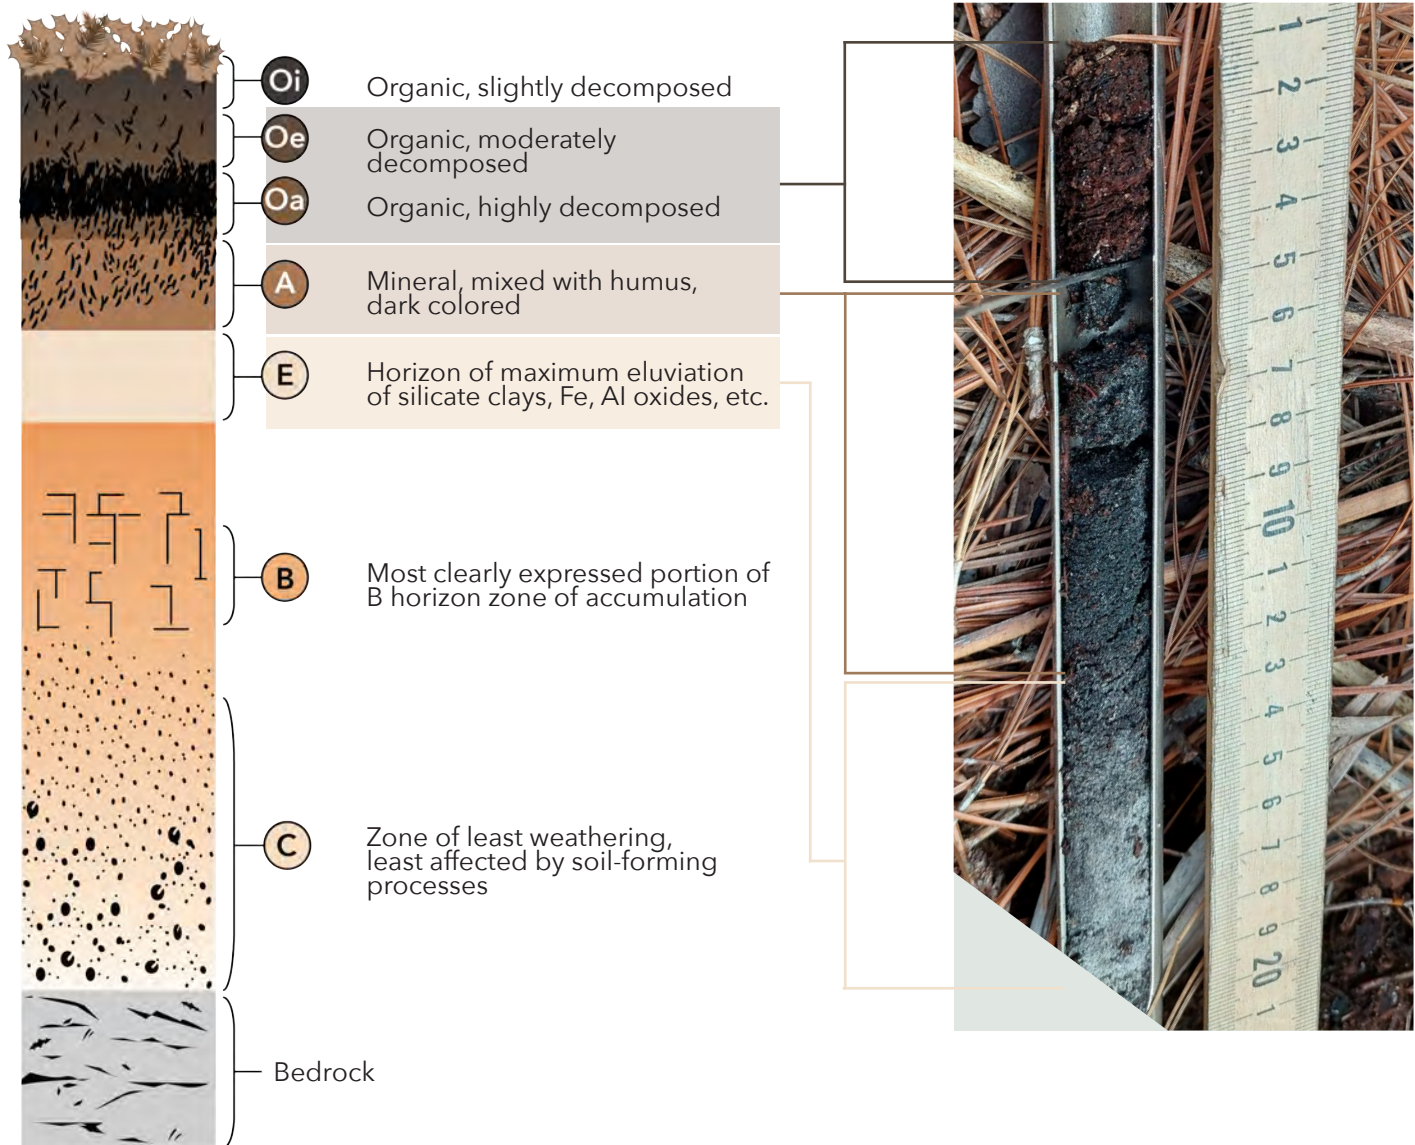 Oi
Organic, slightly decomposed
Oe
Organic, moderately
decomposed
Oa
Organic, highly decomposed
A
Mineral, mixed with humus,
dark colored
E
Horizon of maximum eluviation
of silicate clays, Fe, Al oxides, etc.
B
Most clearly expressed portion of
B horizon zone of accumulation
C
Zone of least weathering,
least affected by soil-forming
processes
Bedrock
1
2
3
4
5
6
7
8
9
10
1
2
3
4
5
6
7
8
9
20
1